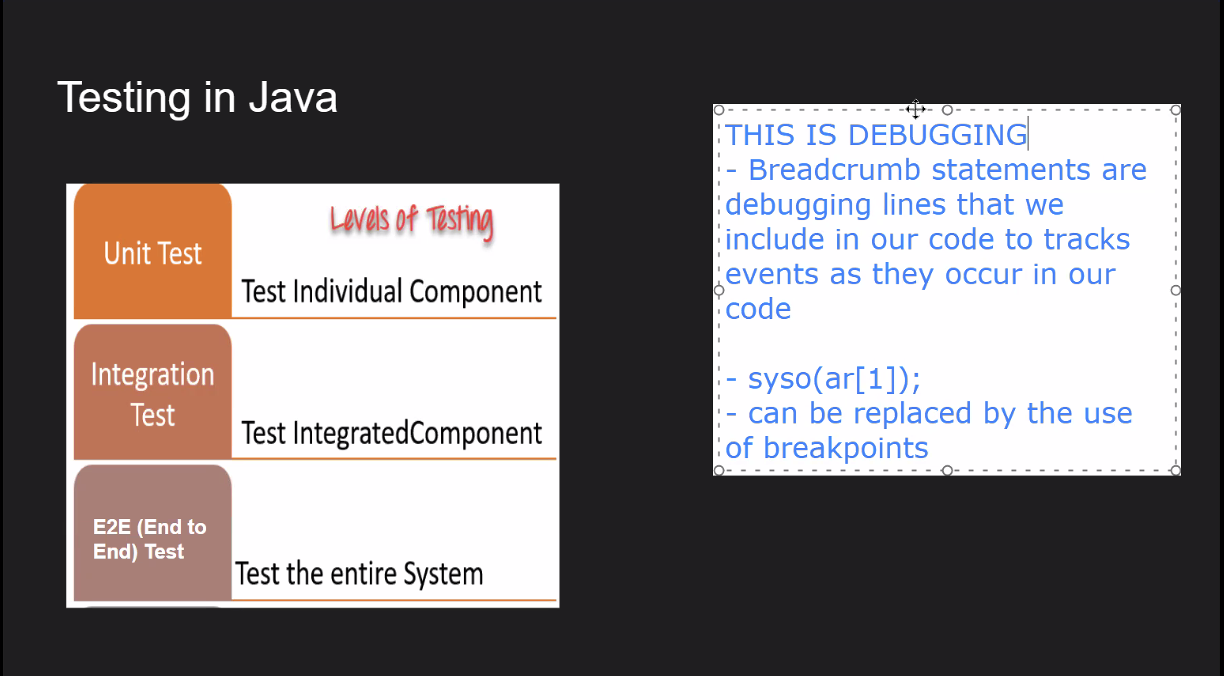 Testing in Java
Levels of Testing
Unit Test
Test Individual Component
Integration
Test
Test IntegratedComponent
E2E (End to
End) Test
Test the entire System
THIS IS DEBUGGING
- Breadcrumb statements are
debugging lines that we
include in our code to tracks
events as they occur in our
code
- syso(ar[1]);
- can be replaced by the use
of breakpoints